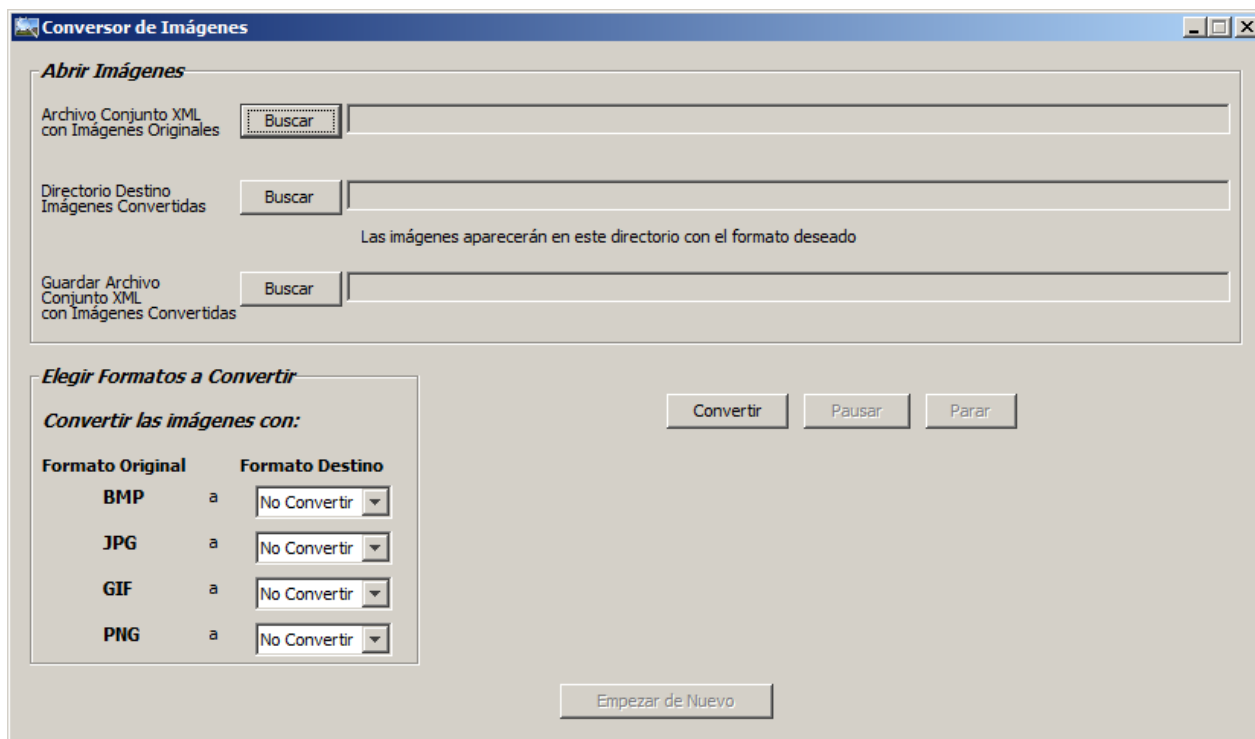 Conversor de Imágenes
Abrir Imágenes
Archivo Conjunto XML
con Imágenes Originales
Buscar
Directorio Destino
Imágenes Convertidas
Buscar
Las imágenes aparecerán en este directorio con el formato deseado
Guardar Archivo
Conjunto XML
con Imágenes Convertidas
Buscar
Elegir Formatos a Convertir
Convertir las imágenes con:
Formato Original Formato Destino
BMP a No Convertir
JPG a No Convertir
GIF a No Convertir
PNG a No Convertir
Convertir Pausar Parar
Empezar de Nuevo